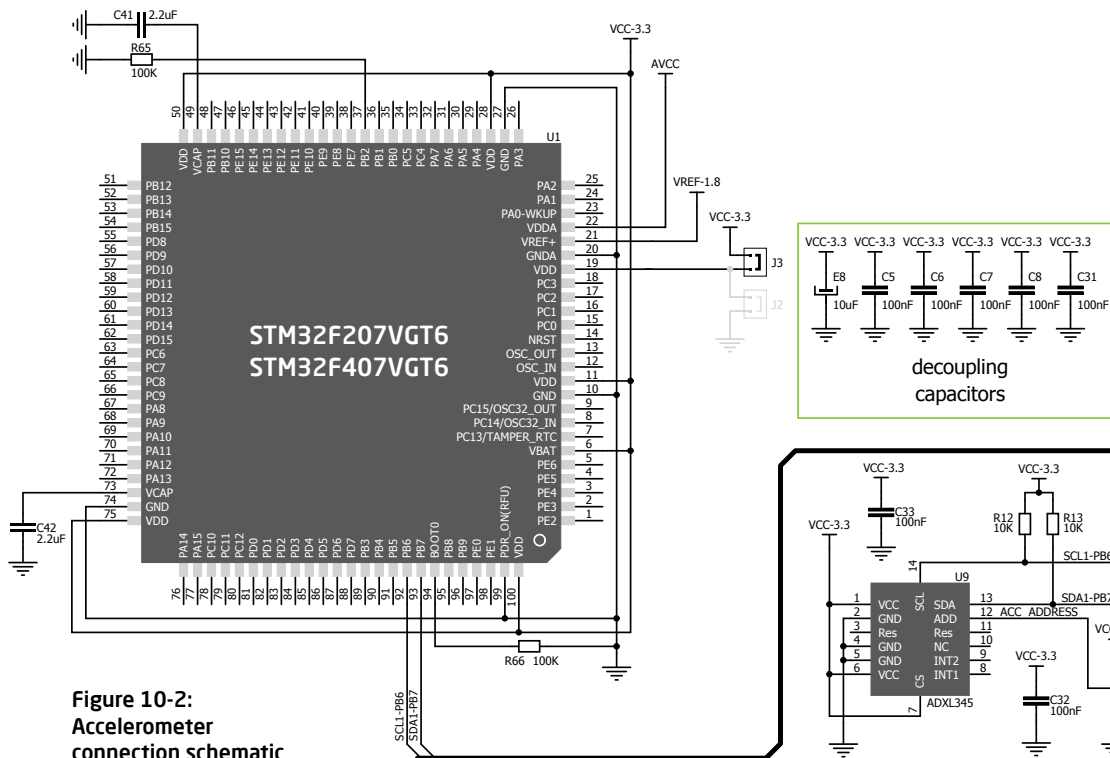 C41
2.2uF
R65
100K
VCC-3.3
AVCC
50
49
48
47
46
45
44
43
42
41
40
39
38
37
36
35
34
33
32
31
30
29
28
27
26
U1
VDD
VCAP
PB11
PB10
PE15
PE14
PE13
PE12
PE11
PE10
PE9
PE8
PE7
PB2
PB1
PB0
PC5
PC4
PA7
PA6
PA5
PA4
VDD
GND
PA3
51 PB12
52 PB13
53 PB14
54 PB15
55 PD8
56 PD9
57 PD10
58 PD11
59 PD12
60 PD13
61 PD14
62 PD15
63 PC6
64 PC7
65 PC8
66 PC9
67 PA8
68 PA9
69 PA10
70 PA11
71 PA12
72 PA13
73 VCAP
74 GND
75 VDD
STM32F207VGT6
STM32F407VGT6
PA2 25
PA1 24
PA0-WKUP 23
VDDA 22
VREF+ 21
GNDA 20
VDD 19
PC3 18
PC2 17
PC1 16
PC0 15
NRST 14
OSC_OUT 13
OSC_IN 12
VDD 11
GND 10
PC15/OSC32_OUT 9
PC14/OSC32_IN 8
PC13/TAMPER_RTC 7
VBAT 6
PE6 5
PE5 4
PE4 3
PE3 2
PE2 1
PA14
PA15
PC10
PC11
PC12
PD0
PD1
PD2
PD3
PD4
PD5
PD6
PD7
PB3
PB4
PB5
PB6
PB7
BOOT0
PB8
PB9
PE0
PE1
PDR_ON(RFU)
VDD
76
77
78
79
80
81
82
83
84
85
86
87
88
89
90
91
92
93
94
95
96
97
98
99
100
C42
2.2uF
R66 100K
SCL1-PB6
SDA1-PB7
VREF-1.8
VCC-3.3
J3
J2
VCC-3.3 VCC-3.3 VCC-3.3 VCC-3.3 VCC-3.3 VCC-3.3
E8 C5 C6 C7 C8 C31
10uF 100nF 100nF 100nF 100nF 100nF
decoupling
capacitors
VCC-3.3
C33
100nF
VCC-3.3
R12
10K
R13
10K
VCC-3.3
SCL1-PB6
14
U9
SCL
1 VCC
2 GND
3 Res
4 GND
5 GND
6 VCC
SDA 13
ADD 12
Res 11
NC 10
INT2 9
INT1 8
CS
7
ADXL345
SDA1-PB7
ACC ADDRESS
VCC-3.3
C32
100nF
Figure 10-2:
Accelerometer
connection schematic